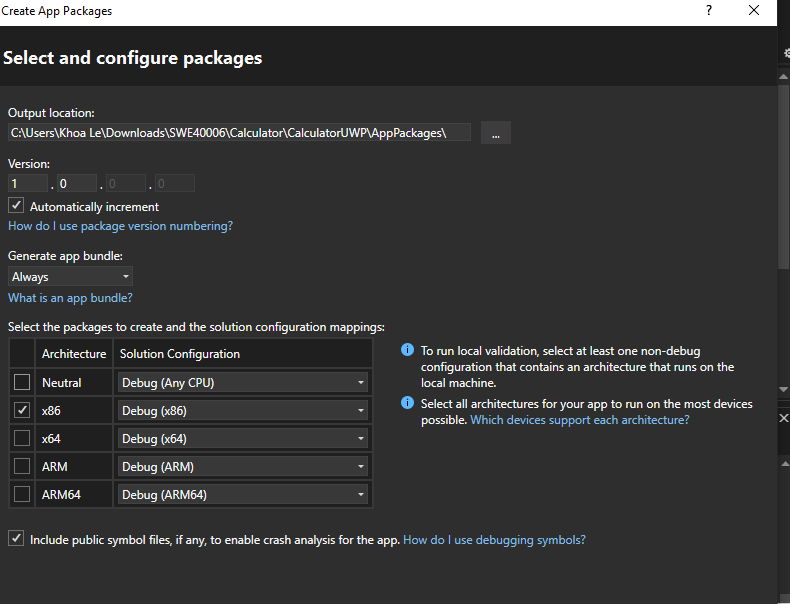 Create App Packages ?
Select and configure packages
Output location:
C:\Users\Khoa Le\Downloads\SWE40006\Calculator\CalculatorUWP\AppPackages\ ...
Version:
1 . 0 . 0 . 0
Automatically increment
How do I use package version numbering?
Generate app bundle:
Always
What is an app bundle?
Select the packages to create and the solution configuration mappings:
Architecture Solution Configuration
Neutral Debug (Any CPU)
x86 Debug (x86)
x64 Debug (x64)
ARM Debug (ARM)
ARM64 Debug (ARM64)
To run local validation, select at least one non-debug
configuration that contains an architecture that runs on the
local machine.
Select all architectures for your app to run on the most devices
possible. Which devices support each architecture?
Include public symbol files, if any, to enable crash analysis for the app. How do I use debugging symbols?